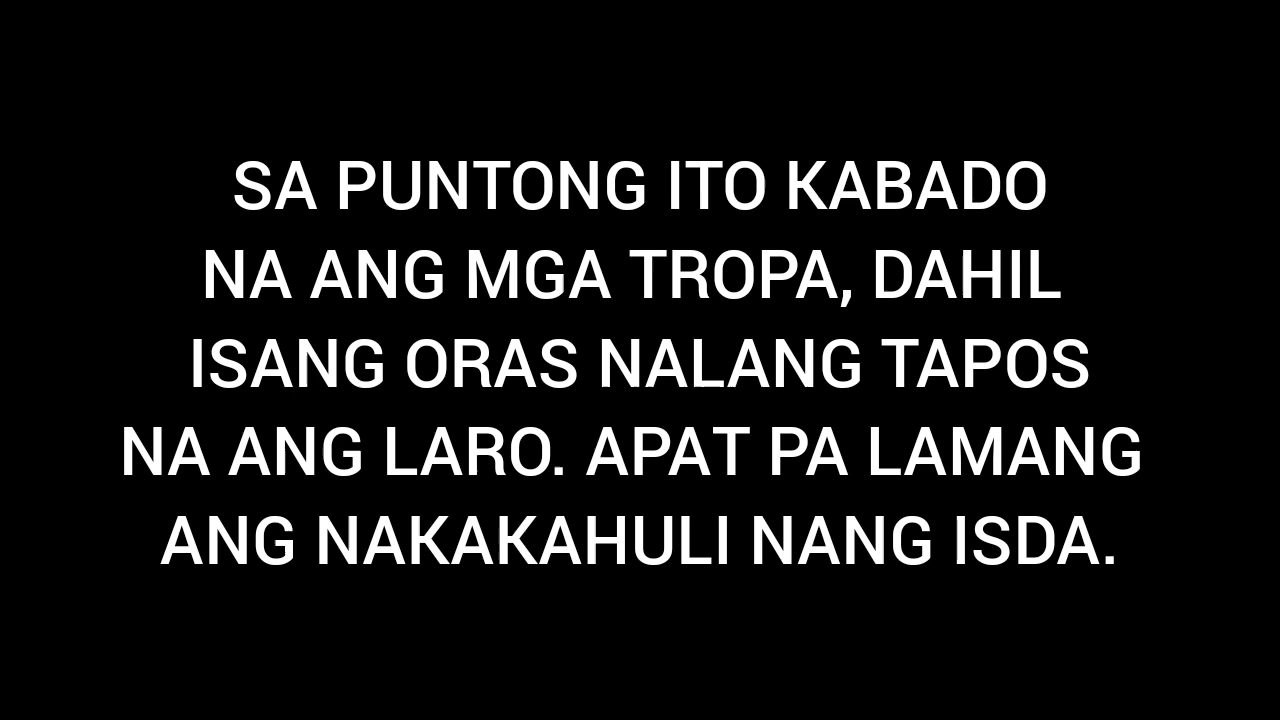 SA PUNTONG ITO KABADO
NA ANG MGA TROPA, DAHIL
ISANG ORAS NALANG TAPOS
NA ANG LARO. APAT PA LAMANG
ANG NAKAKAHULI NANG ISDA.